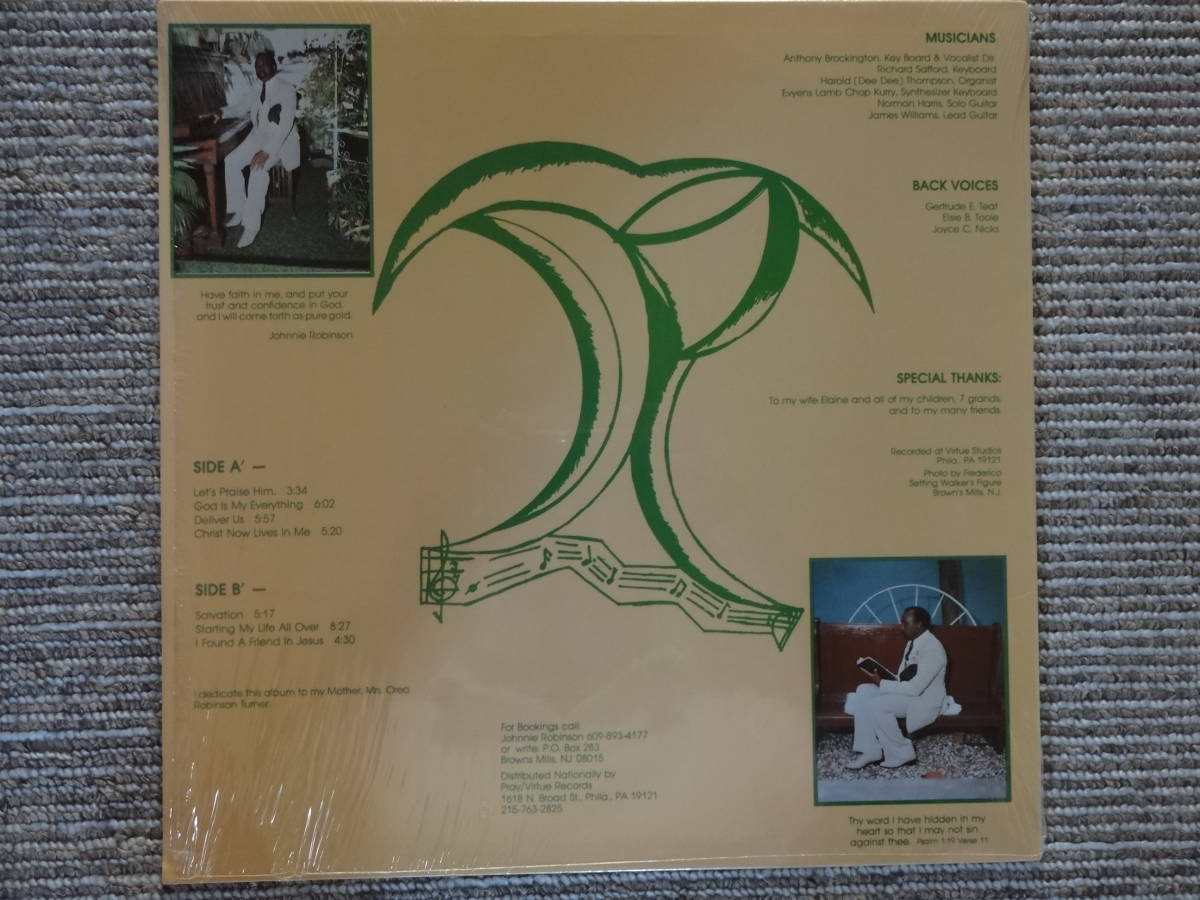 MUSICIANS
Anthony Brockington, Key Board & Vocalist Dir.
Richard Safford, Keyboard
Harold (Dee Dee) Thompson, Organist
Evyens Lamb Chop Kurry, Synthesizer Keyboard
Norman Harris, Solo Guitar
James Williams, Lead Guitar
BACK VOICES
Gertrude E. Teat
Elsie B. Toole
Joyce C. Nicks
Have faith in me, and put your
trust and confidence in God,
and I will come forth as pure gold.
Johnnie Robinson
SPECIAL THANKS:
To my wife Elaine and all of my children, 7 grands,
and to my many friends.
Recorded at Virtue Studios
Phila., PA 19121
Photo by Frederico
Setting Walker's Figure
Brown's Mills, N.J.
SIDE A' —
Let's Praise Him. 3:34
God Is My Everything 6:02
Deliver Us 5:57
Christ Now Lives In Me 5:20
SIDE B' —
Salvation 5:17
Starting My Life All Over 8:27
I Found A Friend In Jesus 4:30
I dedicate this album to my Mother, Mrs. Oreo
Robinson Turner.
For Bookings call:
Johnnie Robinson 609-893-4177
or write: P.O. Box 283
Browns Mills, NJ 08015
Distributed Nationally by
Pray/Virtue Records
1618 N. Broad St., Phila., PA 19121
215-763-2825
Thy word I have hidden in my
heart so that I may not sin
against thee. Psalm 1:19 Verse 11